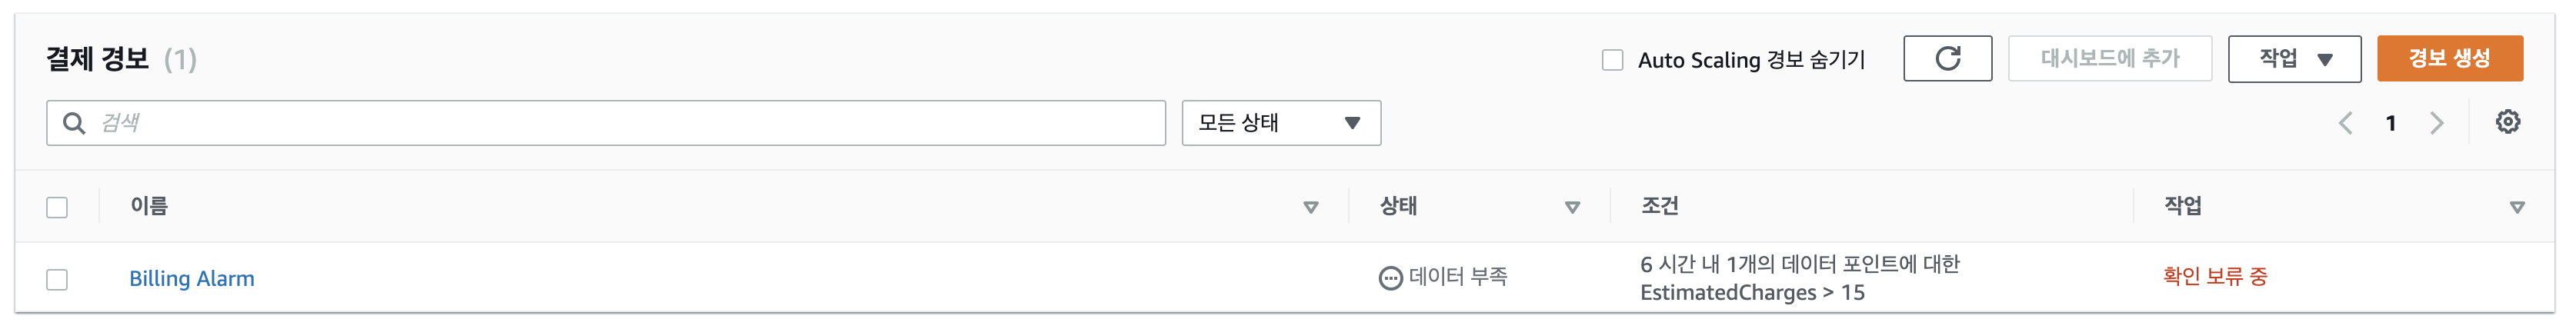 결제 경보 (1)
Auto Scaling 경보 숨기기
대시보드에 추가
작업
경보 생성
검색
모든 상태
1
이름
상태
조건
작업
Billing Alarm
데이터 부족
6 시간 내 1개의 데이터 포인트에 대한
EstimatedCharges > 15
확인 보류 중